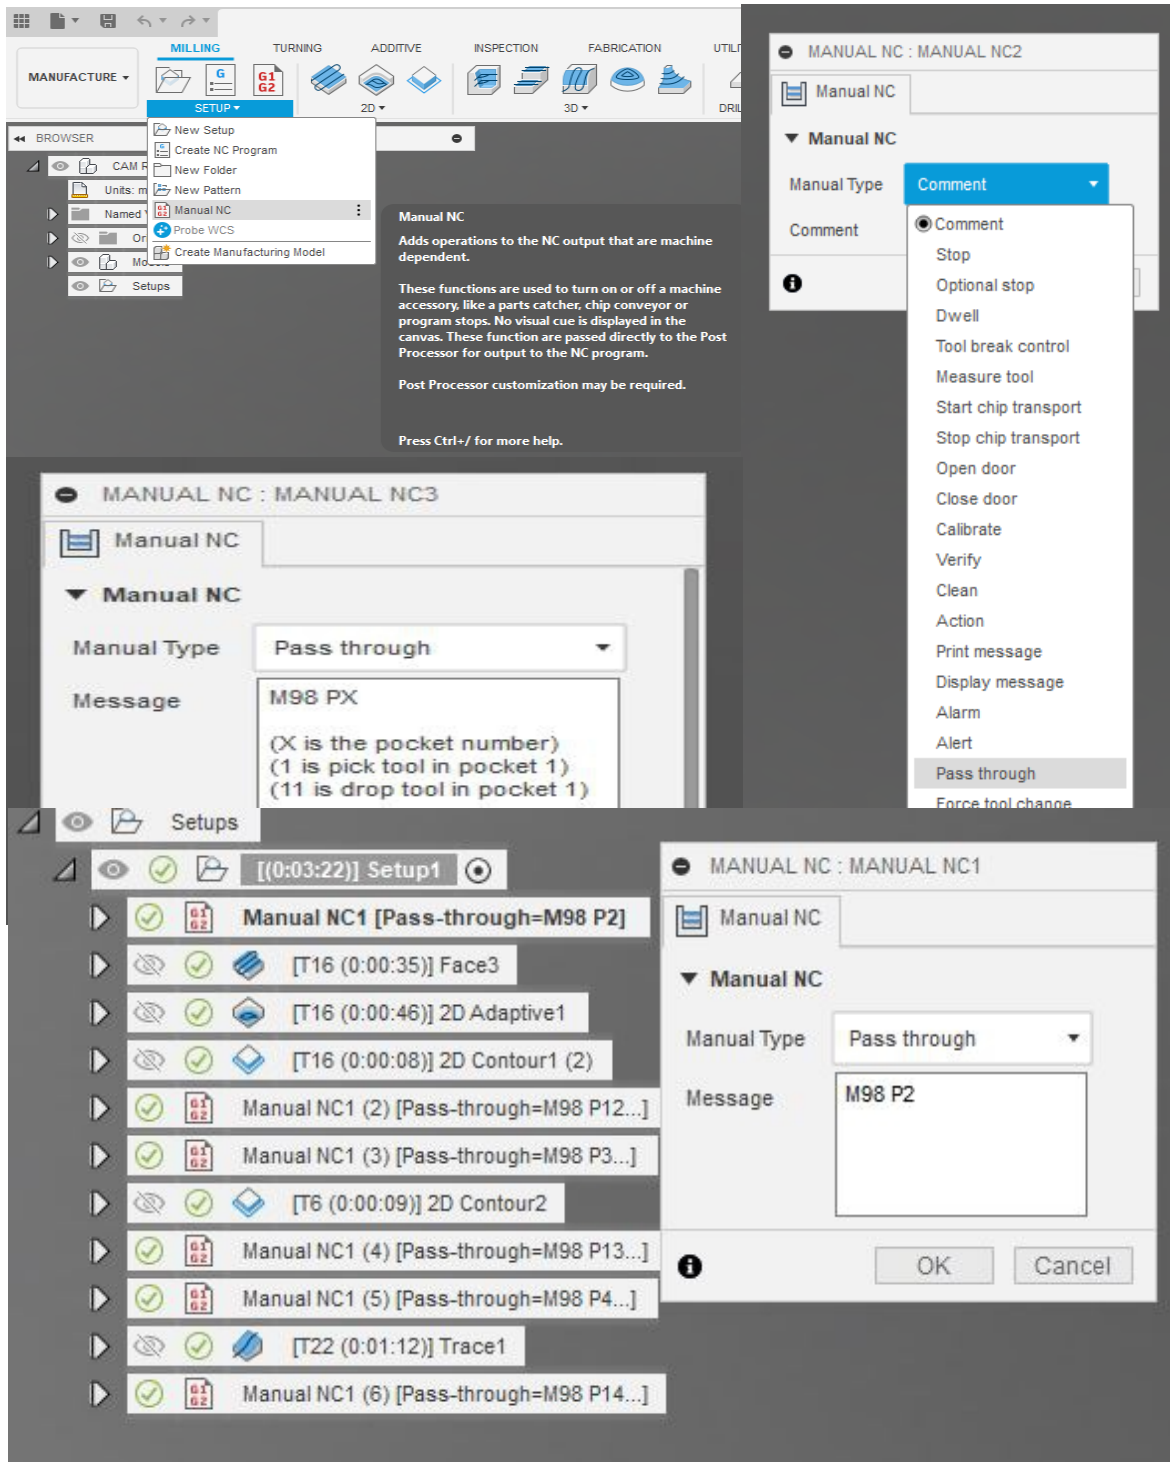 MILLING TURNING ADDITIVE INSPECTION FABRICATION UTILI
MANUFACTURE
G
G1
G2
SETUP 2D 3D DRIL
BROWSER
New Setup
Create NC Program
New Folder
New Pattern
Manual NC
Probe WCS
Create Manufacturing Model
CAM R
Units: m
Named
Or
Mo
Setups
Manual NC
Adds operations to the NC output that are machine
dependent.
These functions are used to turn on or off a machine
accessory, like a parts catcher, chip conveyor or
program stops. No visual cue is displayed in the
canvas. These function are passed directly to the Post
Processor for output to the NC program.
Post Processor customization may be required.
Press Ctrl+/ for more help.
MANUAL NC : MANUAL NC2
Manual NC
Manual NC
Manual Type Comment
Comment
Comment
Stop
Optional stop
Dwell
Tool break control
Measure tool
Start chip transport
Stop chip transport
Open door
Close door
Calibrate
Verify
Clean
Action
Print message
Display message
Alarm
Alert
Pass through
Force tool change
MANUAL NC : MANUAL NC3
Manual NC
Manual NC
Manual Type Pass through
Message M98 PX
(X is the pocket number)
(1 is pick tool in pocket 1)
(11 is drop tool in pocket 1)
Setups
[(0:03:22)] Setup1
Manual NC1 [Pass-through=M98 P2]
[T16 (0:00:35)] Face3
[T16 (0:00:46)] 2D Adaptive1
[T16 (0:00:08)] 2D Contour1 (2)
Manual NC1 (2) [Pass-through=M98 P12...]
Manual NC1 (3) [Pass-through=M98 P3...]
[T6 (0:00:09)] 2D Contour2
Manual NC1 (4) [Pass-through=M98 P13...]
Manual NC1 (5) [Pass-through=M98 P4...]
[T22 (0:01:12)] Trace1
Manual NC1 (6) [Pass-through=M98 P14...]
MANUAL NC : MANUAL NC1
Manual NC
Manual NC
Manual Type Pass through
Message M98 P2
OK Cancel